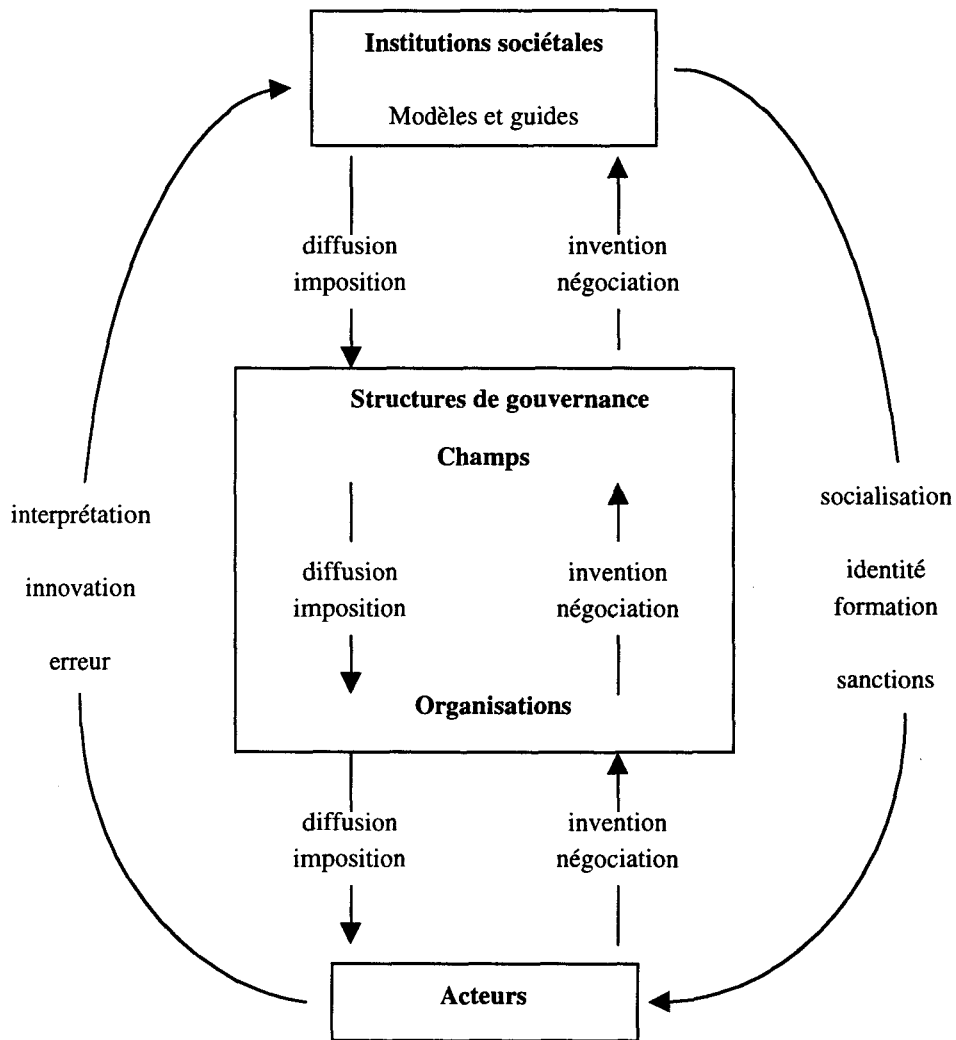 Institutions sociétales
Modèles et guides
diffusion
imposition
invention
négociation
Structures de gouvernance
Champs
interprétation
innovation
erreur
diffusion
imposition
invention
négociation
socialisation
identité
formation
sanctions
Organisations
diffusion
imposition
invention
négociation
Acteurs